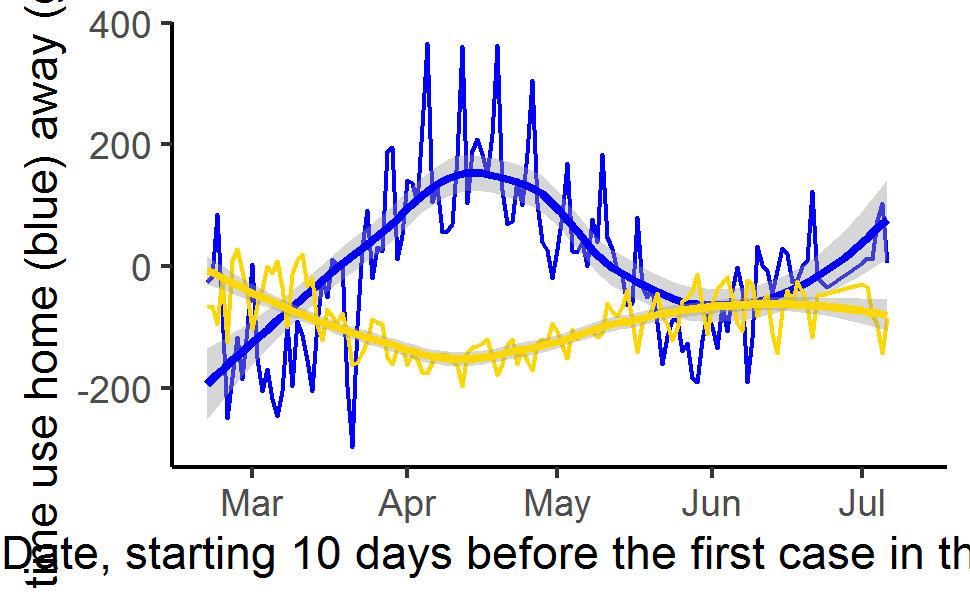 time use home (blue) away (
400
200
0
-200
Mar Apr May Jun Jul
Date, starting 10 days before the first case in th